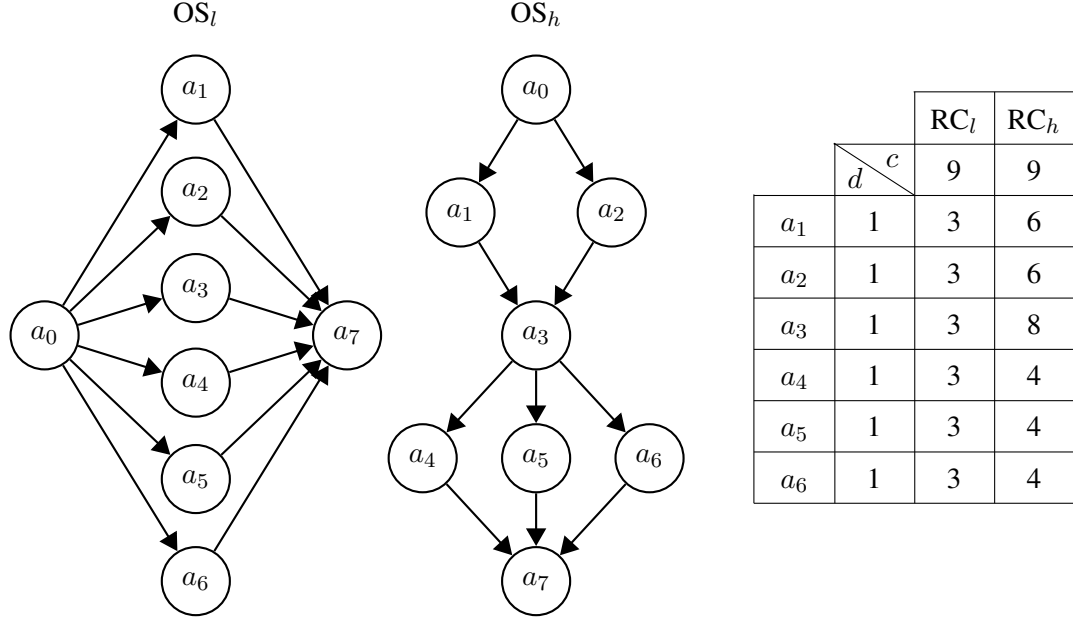 OS_l
a_1
a_2
a_3
a_0
a_7
a_4
a_5
a_6
OS_h
a_0
a_1 a_2
a_3
a_4 a_5 a_6
a_7
RC_l RC_h
d c 9 9
a_1 1 3 6
a_2 1 3 6
a_3 1 3 8
a_4 1 3 4
a_5 1 3 4
a_6 1 3 4